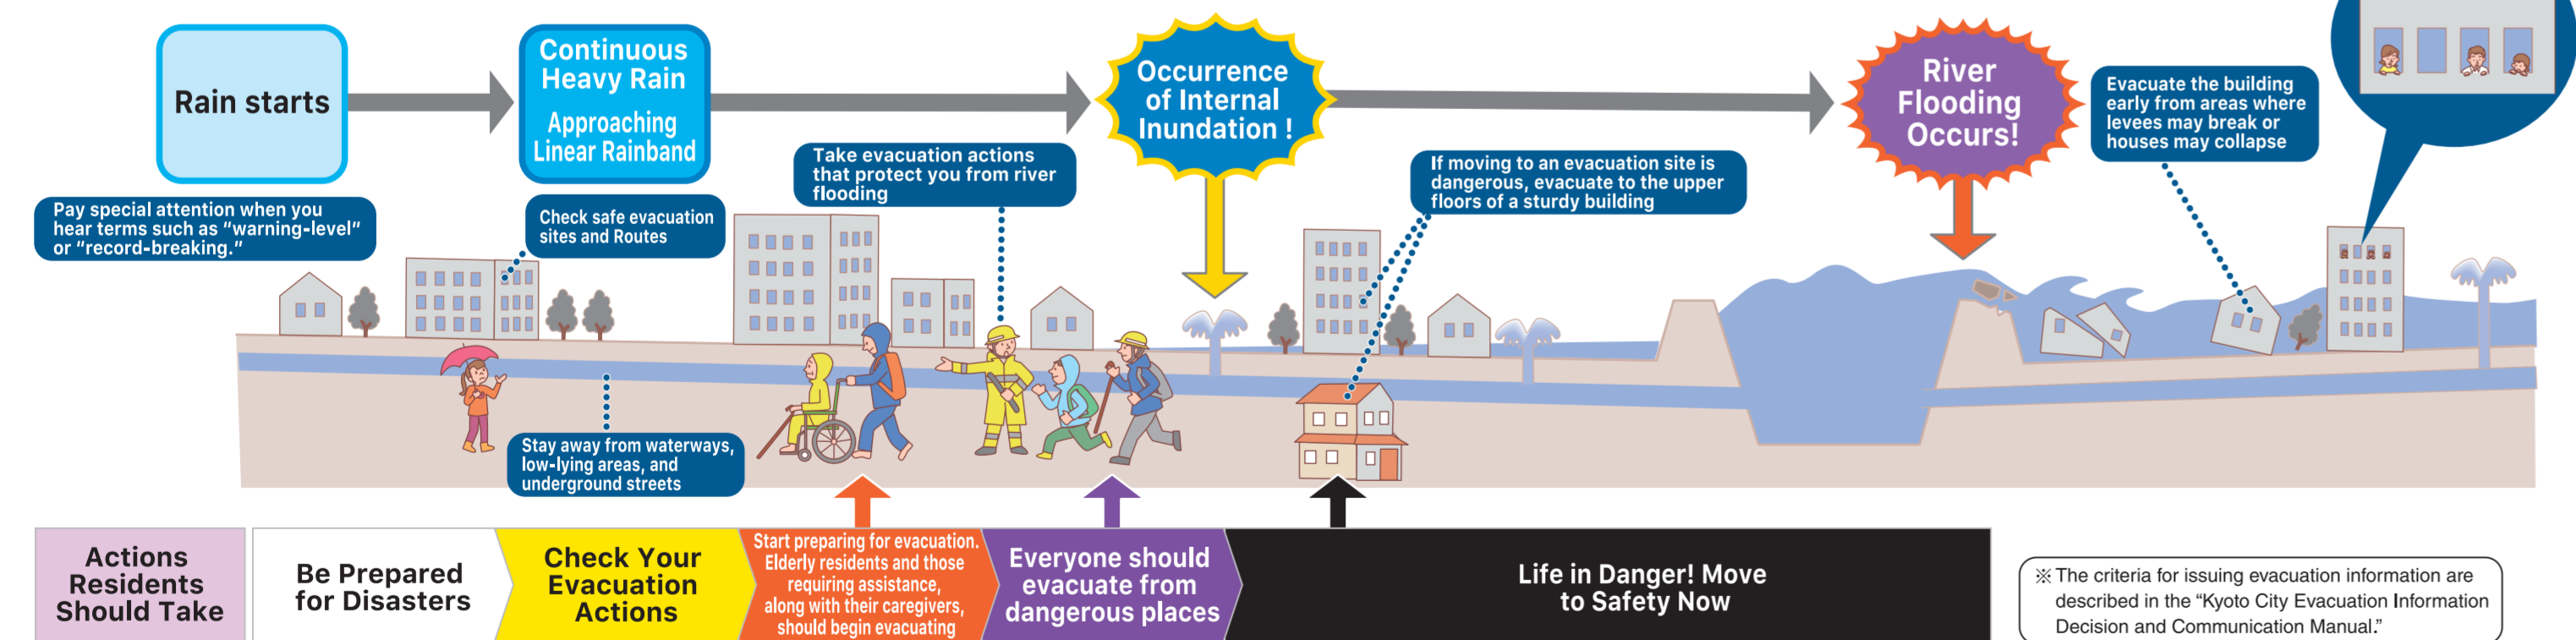 Rain starts
Continuous
Heavy Rain
Approaching
Linear Rainband
Occurrence
of Internal
Inundation !
River
Flooding
Occurs!
Evacuate the building
early from areas where
levees may break or
houses may collapse
Take evacuation actions
that protect you from river
flooding
If moving to an evacuation site is
dangerous, evacuate to the upper
floors of a sturdy building
Pay special attention when you
hear terms such as “warning-level”
or “record-breaking.”
Check safe evacuation
sites and Routes
Stay away from waterways,
low-lying areas, and
underground streets
Actions
Residents
Should Take
Be Prepared
for Disasters
Check Your
Evacuation
Actions
Start preparing for evacuation.
Elderly residents and those
requiring assistance,
along with their caregivers,
should begin evacuating
Everyone should
evacuate from
dangerous places
Life in Danger! Move
to Safety Now
※ The criteria for issuing evacuation information are
described in the “Kyoto City Evacuation Information
Decision and Communication Manual.”